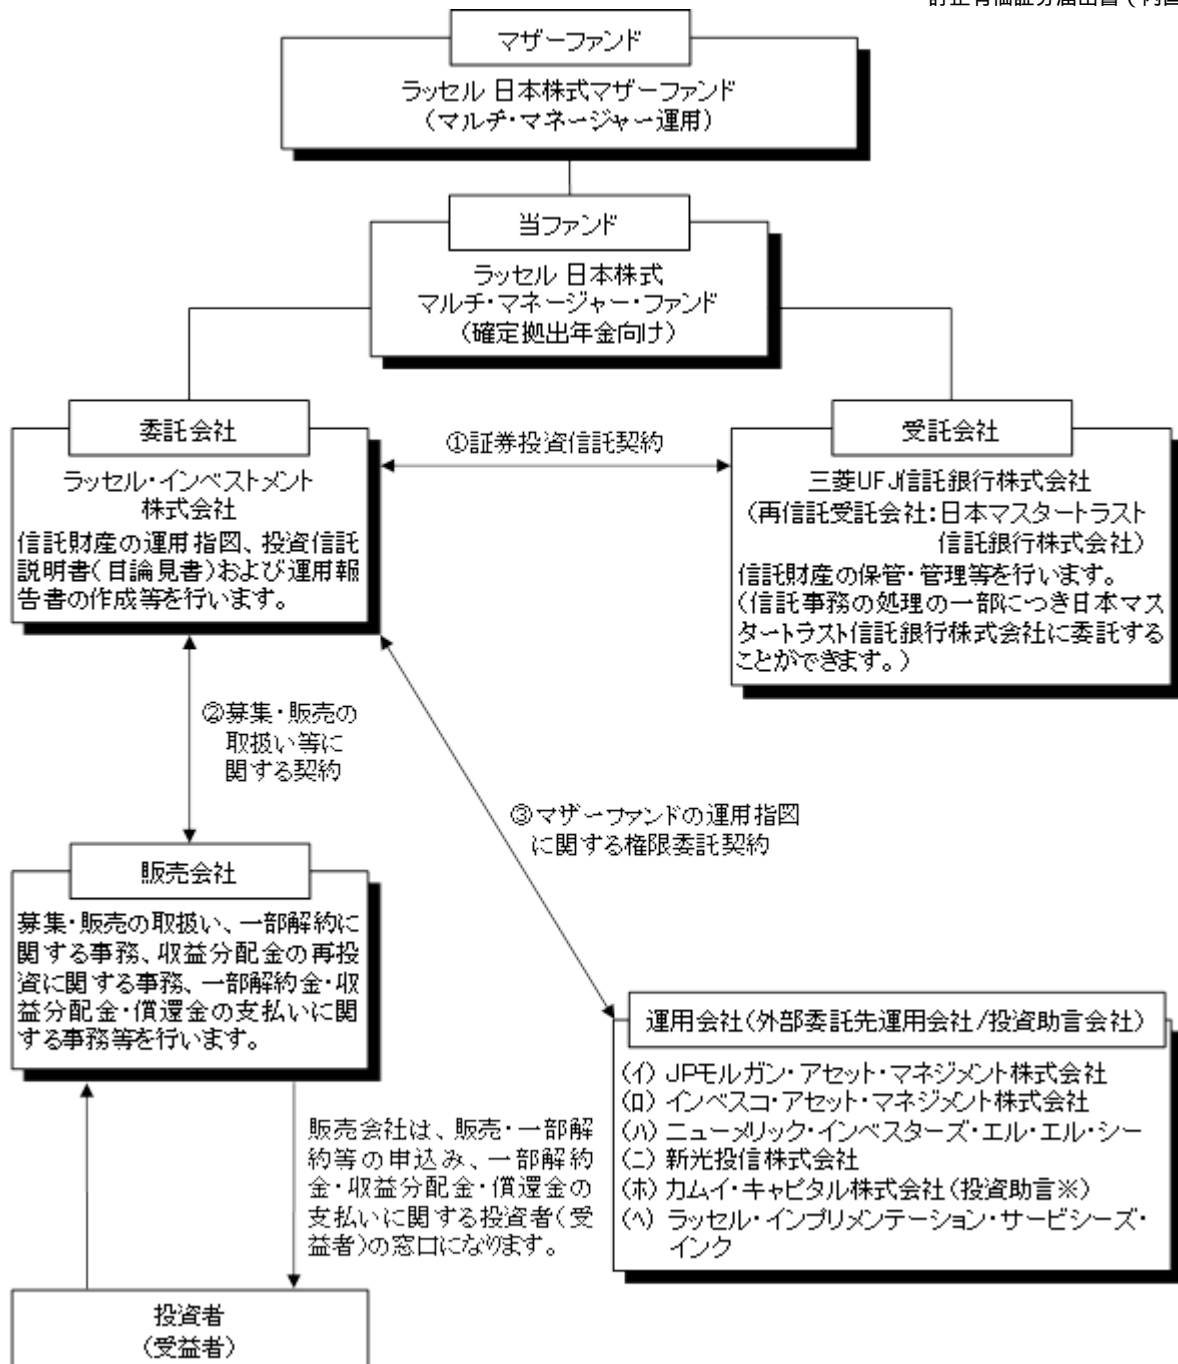 マザーファンド
ラッセル 日本株式マザーファンド
(マルチ・マネージャー運用)
当ファンド
ラッセル 日本株式
マルチ・マネージャー・ファンド
(確定拠出年金向け)
委託会社
ラッセル・インベストメント
株式会社
信託財産の運用指図、投資信託
説明書(目論見書)および運用報
告書の作成等を行います。
①証券投資信託契約
受託会社
三菱UFJ信託銀行株式会社
(再信託受託会社:日本マスタートラスト
信託銀行株式会社)
信託財産の保管・管理等を行います。
(信託事務の処理の一部につき日本マス
タートラスト信託銀行株式会社に委託する
ことができます。)
②募集・販売の
取扱い等に
関する契約
③マザーファンドの運用指図
に関する権限委託契約
販売会社
募集・販売の取扱い、一部解約に
関する事務、収益分配金の再投
資に関する事務、一部解約金・収
益分配金・償還金の支払いに関
する事務等を行います。
運用会社(外部委託先運用会社/投資助言会社)
(イ) JPモルガン・アセット・マネジメント株式会社
(ロ) インベスコ・アセット・マネジメント株式会社
(ハ) ニューメリック・インベスターズ・エル・エル・シー
(ニ) 新光投信株式会社
(ホ) カムイ・キャピタル株式会社(投資助言※)
(ヘ) ラッセル・インプリメンテーション・サービシーズ・
インク
販売会社は、販売・一部解
約等の申込み、一部解約
金・収益分配金・償還金の
支払いに関する投資者(受
益者)の窓口になります。
投資者
(受益者)